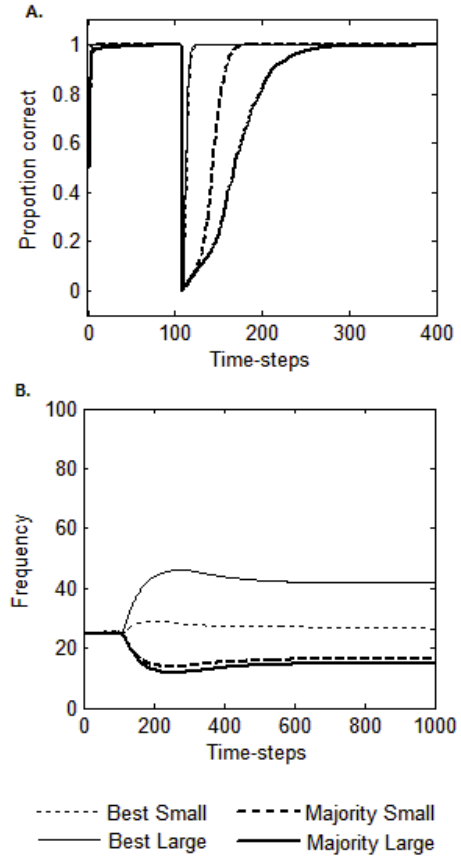 A.
1
0.8
0.6
0.4
0.2
0
Proportion correct
0 100 200 300 400
Time-steps
B.
100
80
60
40
20
0
Frequency
0 200 400 600 800 1000
Time-steps
Best Small Majority Small
Best Large Majority Large